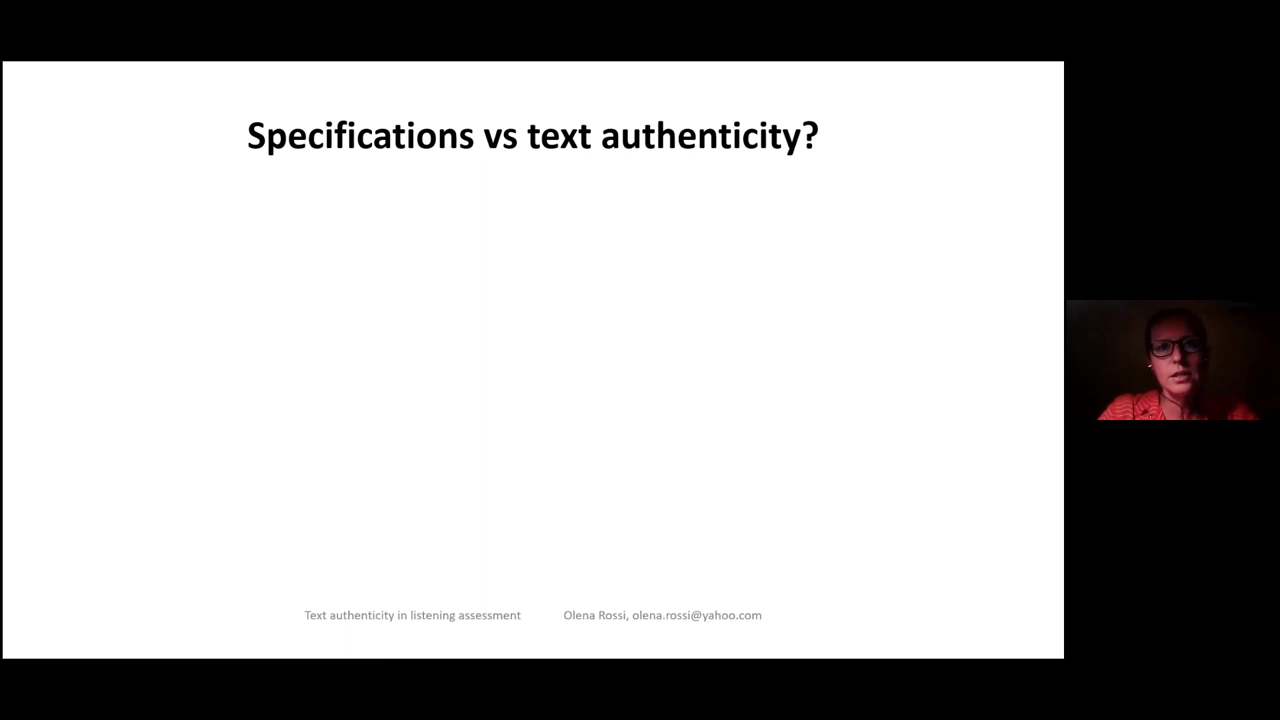 Specifications vs text authenticity?
Text authenticity in listening assessment Olena Rossi, olena.rossi@yahoo.com